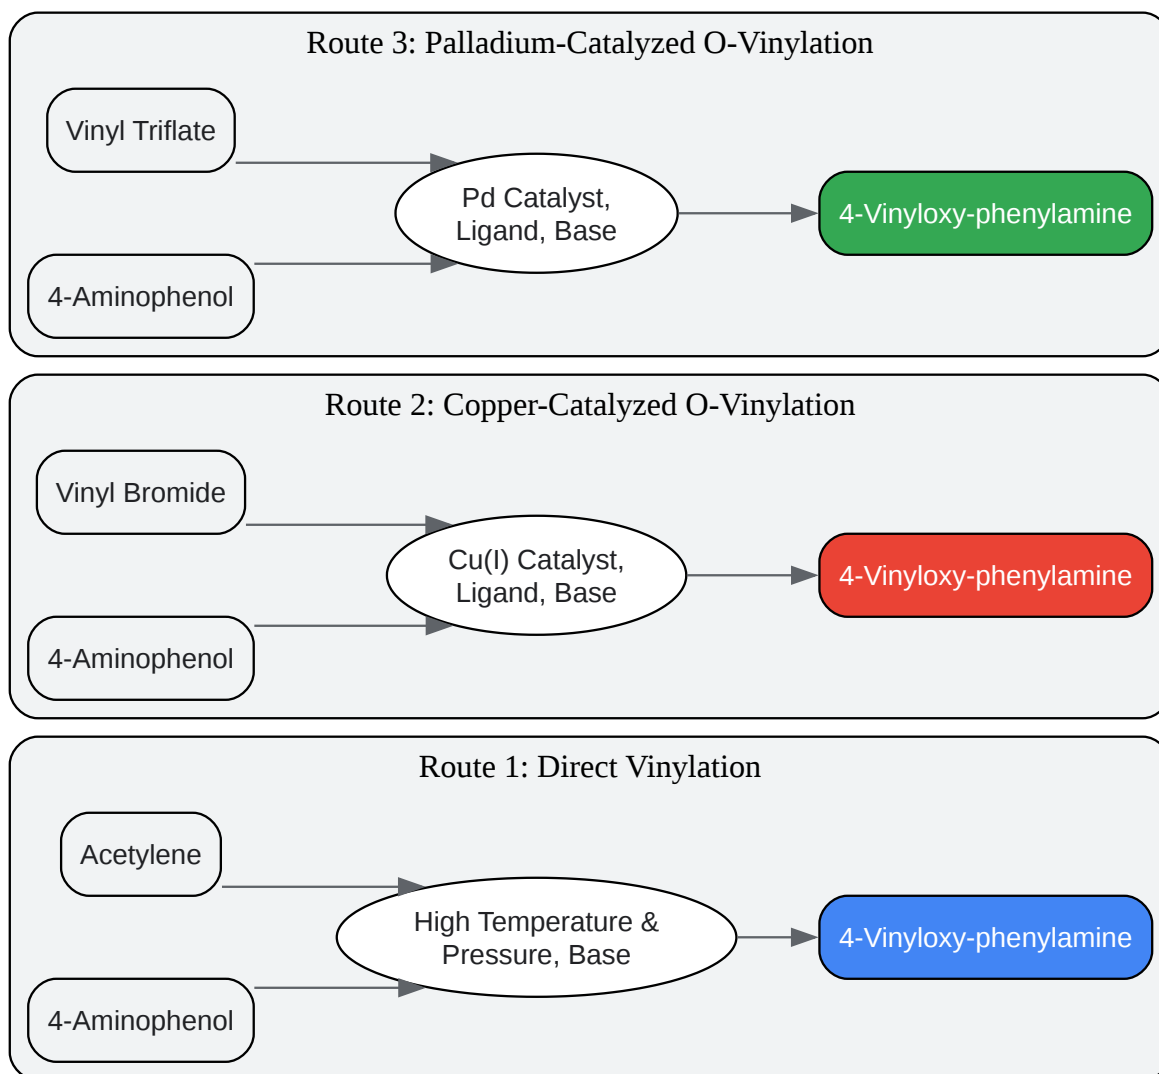 Route 3: Palladium-Catalyzed O-Vinylation
Vinyl Triflate
4-Aminophenol
Pd Catalyst,
Ligand, Base
4-Vinyloxy-phenylamine
Route 2: Copper-Catalyzed O-Vinylation
Vinyl Bromide
4-Aminophenol
Cu(I) Catalyst,
Ligand, Base
4-Vinyloxy-phenylamine
Route 1: Direct Vinylation
Acetylene
4-Aminophenol
High Temperature &
Pressure, Base
4-Vinyloxy-phenylamine